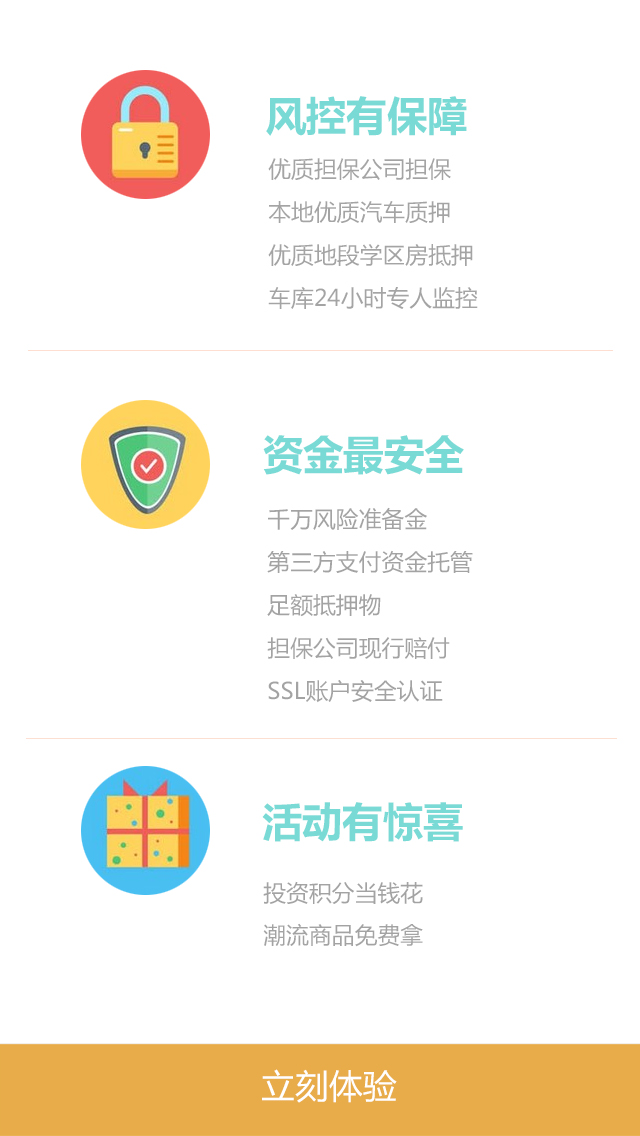 风控有保障
优质担保公司担保
本地优质汽车质押
优质地段学区房抵押
车库24小时专人监控
资金最安全
千万风险准备金
第三方支付资金托管
足额抵押物
担保公司现行赔付
SSL账户安全认证
活动有惊喜
投资积分当钱花
潮流商品免费拿
立刻体验